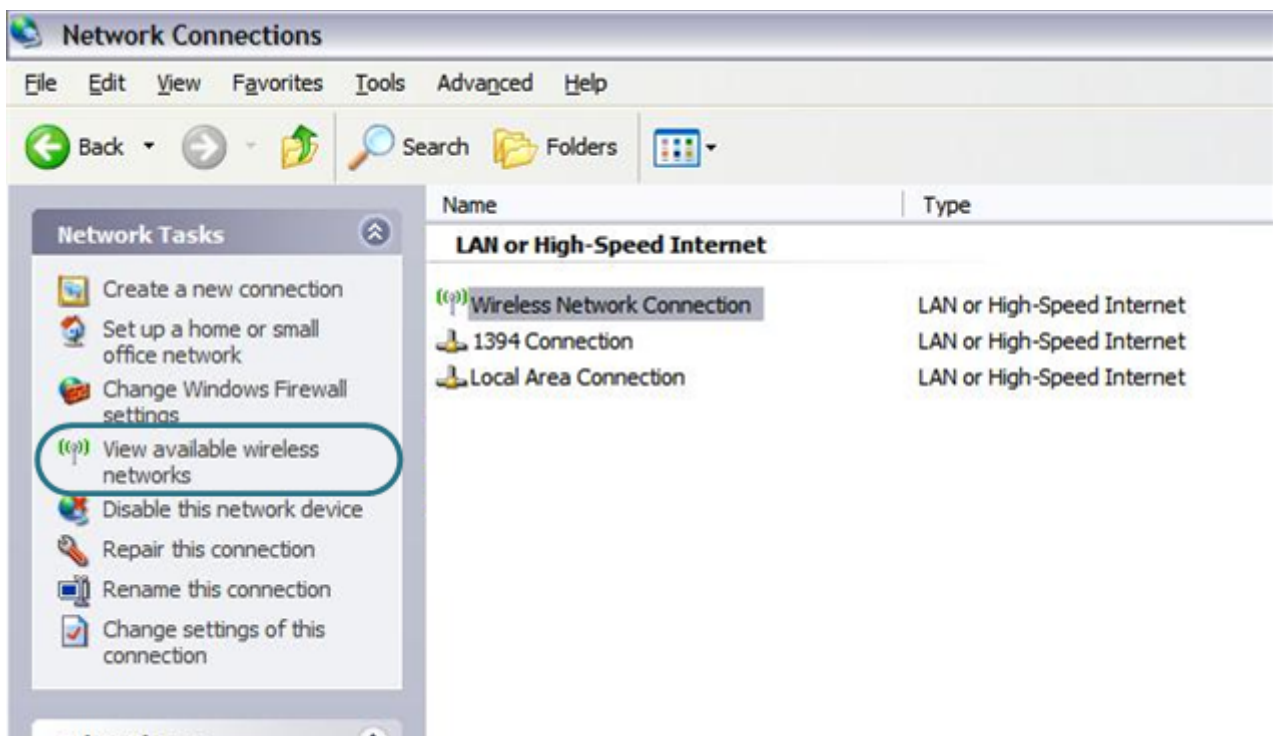 Network Connections
File Edit View Favorites Tools Advanced Help
Back Search Folders
Network Tasks
Create a new connection
Set up a home or small
office network
Change Windows Firewall
settings
View available wireless
networks
Disable this network device
Repair this connection
Rename this connection
Change settings of this
connection
Name Type
LAN or High-Speed Internet
Wireless Network Connection LAN or High-Speed Internet
1394 Connection LAN or High-Speed Internet
Local Area Connection LAN or High-Speed Internet